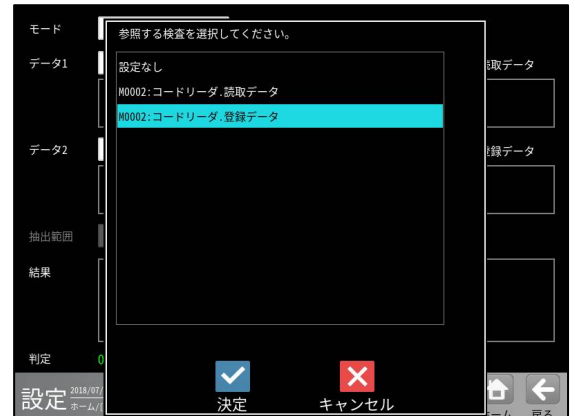 モード
参照する検査を選択してください。
データ1
設定なし
読取データ
M0002:コードリーダ.読取データ
M0002:コードリーダ.登録データ
データ2
登録データ
抽出範囲
結果
判定
設定
2018/07/
ホーム/
決定
キャンセル
ホーム
戻る